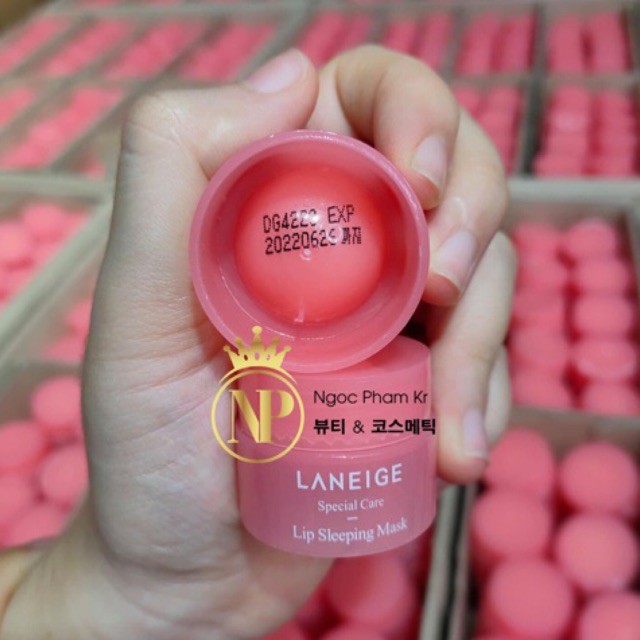 DG4222 EXP
20220626 까지
NP
Ngoc Pham Kr
뷰티 & 코스메틱
LANEIGE
Special Care
Lip Sleeping Mask